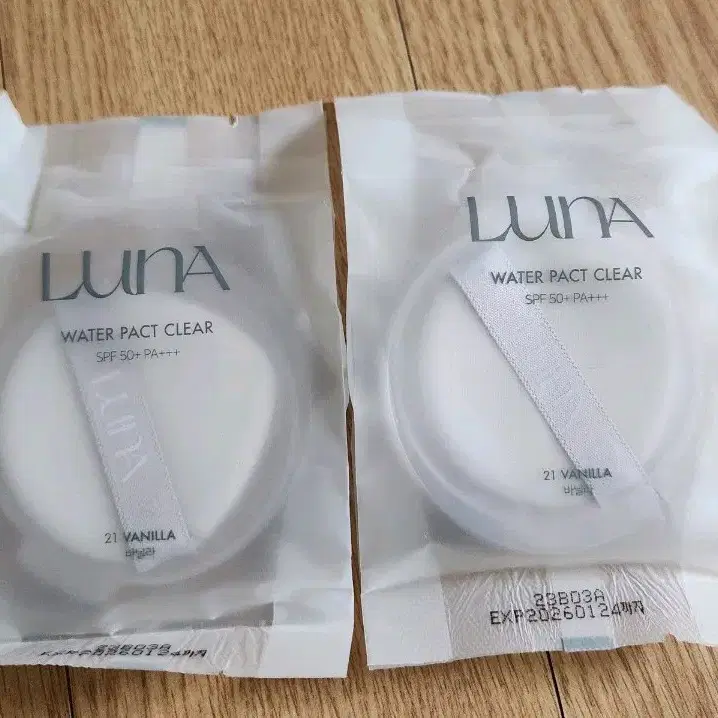 LUNA
WATER PACT CLEAR
SPF 50+ PA+++
LUNA
21 VANILLA
바닐라
LUNA
WATER PACT CLEAR
SPF 50+ PA+++
21 VANILLA
바닐라
23B03A
EXP20260124까지